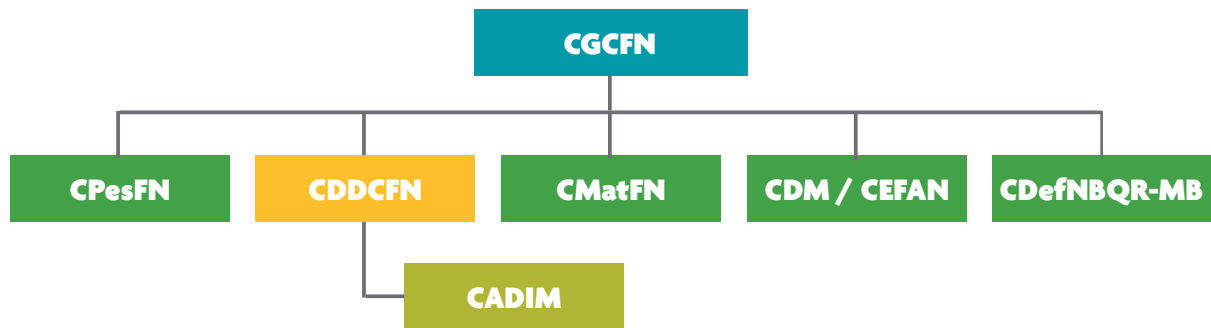 CGCFN
CPesFN
CDDCFN
CMatFN
CDM / CEFAN
CDefNBQR-MB
CADIM